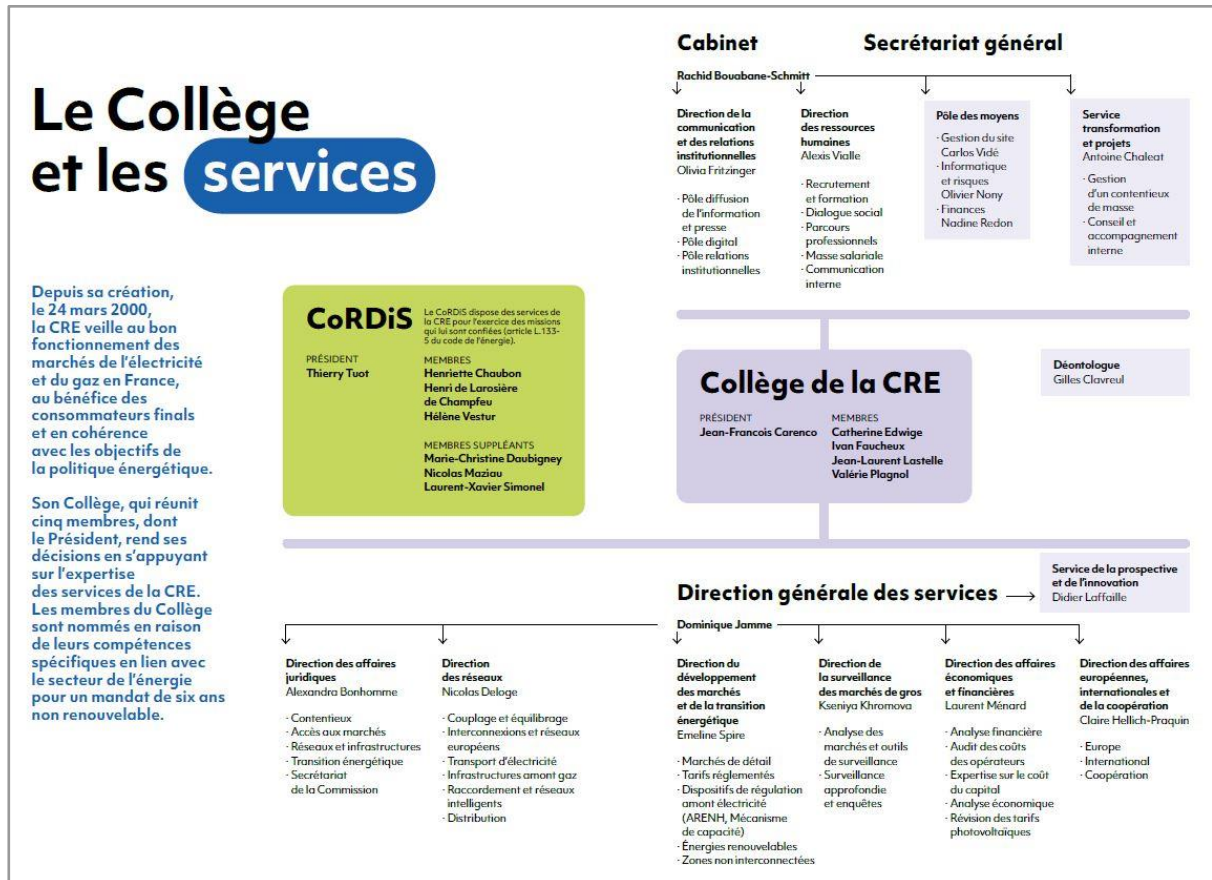 Le Collège
et les services
Depuis sa création,
le 24 mars 2000,
la CRE veille au bon
fonctionnement des
marchés de l'électricité
et du gaz en France,
au bénéfice des
consommateurs finals
et en cohérence
avec les objectifs de
la politique énergétique.
Son Collège, qui réunit
cinq membres, dont
le Président, rend ses
décisions en s'appuyant
sur l'expertise
des services de la CRE.
Les membres du Collège
sont nommés en raison
de leurs compétences
spécifiques en lien avec
le secteur de l'énergie
pour un mandat de six ans
non renouvelable.
Cabinet
Secrétariat général
Rachid Bouabane-Schmitt
Direction de la
communication
et des relations
institutionnelles
Olivia Fritzinger
· Pôle diffusion
de l'information
et presse
· Pôle digital
· Pôle relations
institutionnelles
Direction
des ressources
humaines
Alexis Vialle
· Recrutement
et formation
· Dialogue social
· Parcours
professionnels
· Masse salariale
· Communication
interne
Pôle des moyens
· Gestion du site
Carlos Vidé
· Informatique
et risques
Olivier Nony
· Finances
Nadine Redon
Service
transformation
et projets
Antoine Chaleat
· Gestion
d'un contentieux
de masse
· Conseil et
accompagnement
interne
CoRDiS
Le CoRDiS dispose des services de
la CRE pour l'exercice des missions
qui lui sont confiées (article L.133-
5 du code de l'énergie).
PRÉSIDENT
Thierry Tuot
MEMBRES
Henriette Chaubon
Henri de Larosière
de Champfeu
Hélène Vestur
MEMBRES SUPPLÉANTS
Marie-Christine Daubigney
Nicolas Maziau
Laurent-Xavier Simonel
Collège de la CRE
PRÉSIDENT
Jean-Francois Carenco
MEMBRES
Catherine Edwige
Ivan Faucheux
Jean-Laurent Lastelle
Valérie Plagnol
Déontologue
Gilles Clavreul
Direction générale des services
Service de la prospective
et de l'innovation
Didier Laffaille
Dominique Jamme
Direction des affaires
juridiques
Alexandra Bonhomme
· Contentieux
· Accès aux marchés
· Réseaux et infrastructures
· Transition énergétique
· Secrétariat
de la Commission
Direction
des réseaux
Nicolas Deloge
· Couplage et équilibrage
· Interconnexions et réseaux
européens
· Transport d'électricité
· Infrastructures amont gaz
· Raccordement et réseaux
intelligents
· Distribution
Direction du
développement
des marchés
et de la transition
énergétique
Emeline Spire
· Marchés de détail
· Tarifs réglementés
· Dispositifs de régulation
amont électricité
(ARENH, Mécanisme
de capacité)
· Énergies renouvelables
· Zones non interconnectées
Direction de
la surveillance
des marchés de gros
Kseniya Khromova
· Analyse des
marchés et outils
de surveillance
· Surveillance
approfondie
et enquêtes
Direction des affaires
économiques
et financières
Laurent Ménard
· Analyse financière
· Audit des coûts
des opérateurs
· Expertise sur le coût
du capital
· Analyse économique
· Révision des tarifs
photovoltaïques
Direction des affaires
européennes,
internationales et
de la coopération
Claire Hellich-Praquin
· Europe
· International
· Coopération